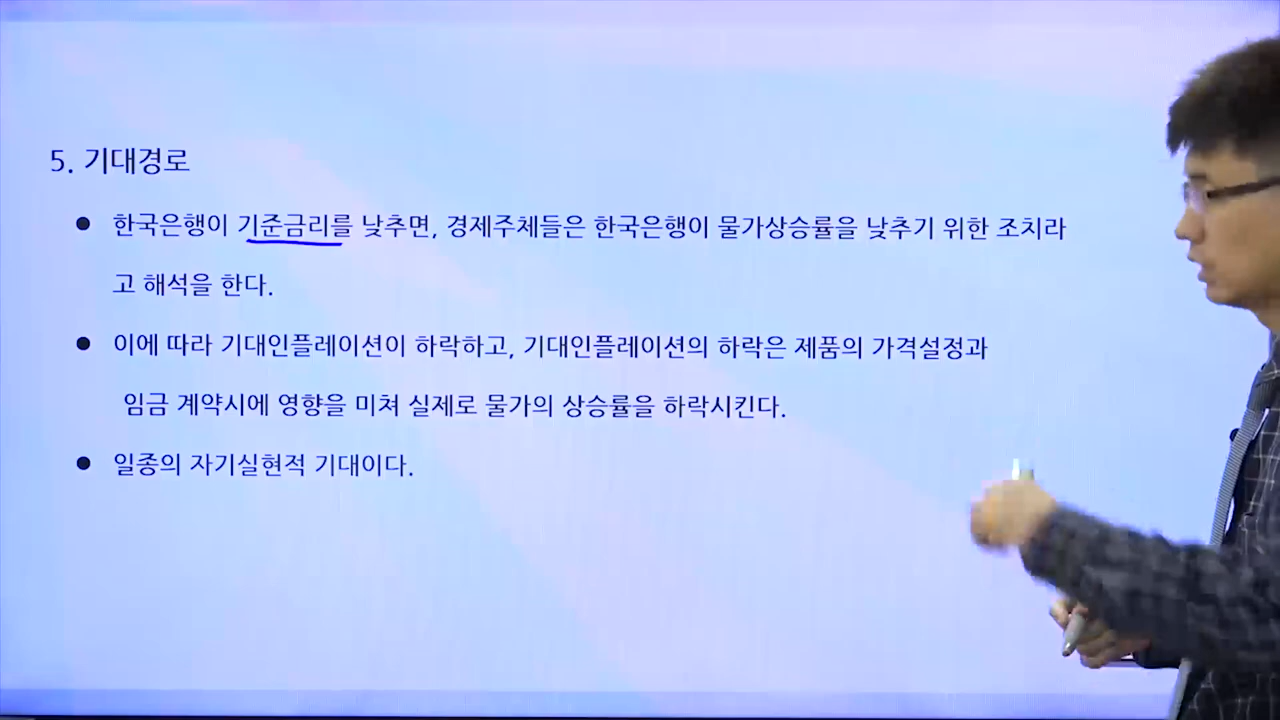 5. 기대경로
● 한국은행이 기준금리를 낮추면, 경제주체들은 한국은행이 물가상승률을 낮추기 위한 조치라
고 해석을 한다.
● 이에 따라 기대인플레이션이 하락하고, 기대인플레이션의 하락은 제품의 가격설정과
임금 계약시에 영향을 미쳐 실제로 물가의 상승률을 하락시킨다.
● 일종의 자기실현적 기대이다.